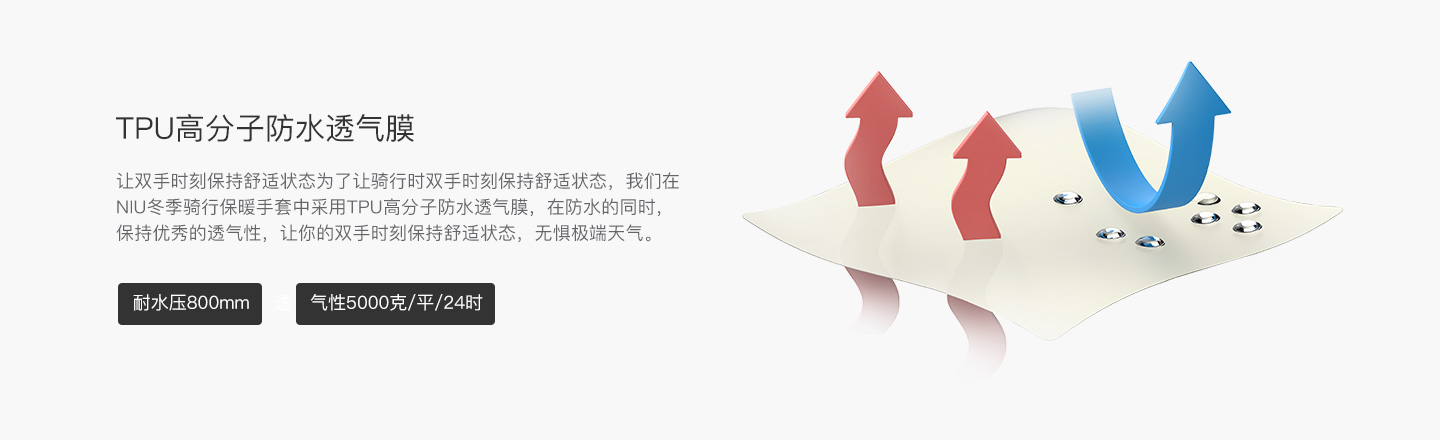 TPU高分子防水透气膜
让双手时刻保持舒适状态为了让骑行时双手时刻保持舒适状态，我们在
NIU冬季骑行保暖手套中采用TPU高分子防水透气膜，在防水的同时，
保持优秀的透气性，让你的双手时刻保持舒适状态，无惧极端天气。
耐水压800mm 透气性5000克/平/24时